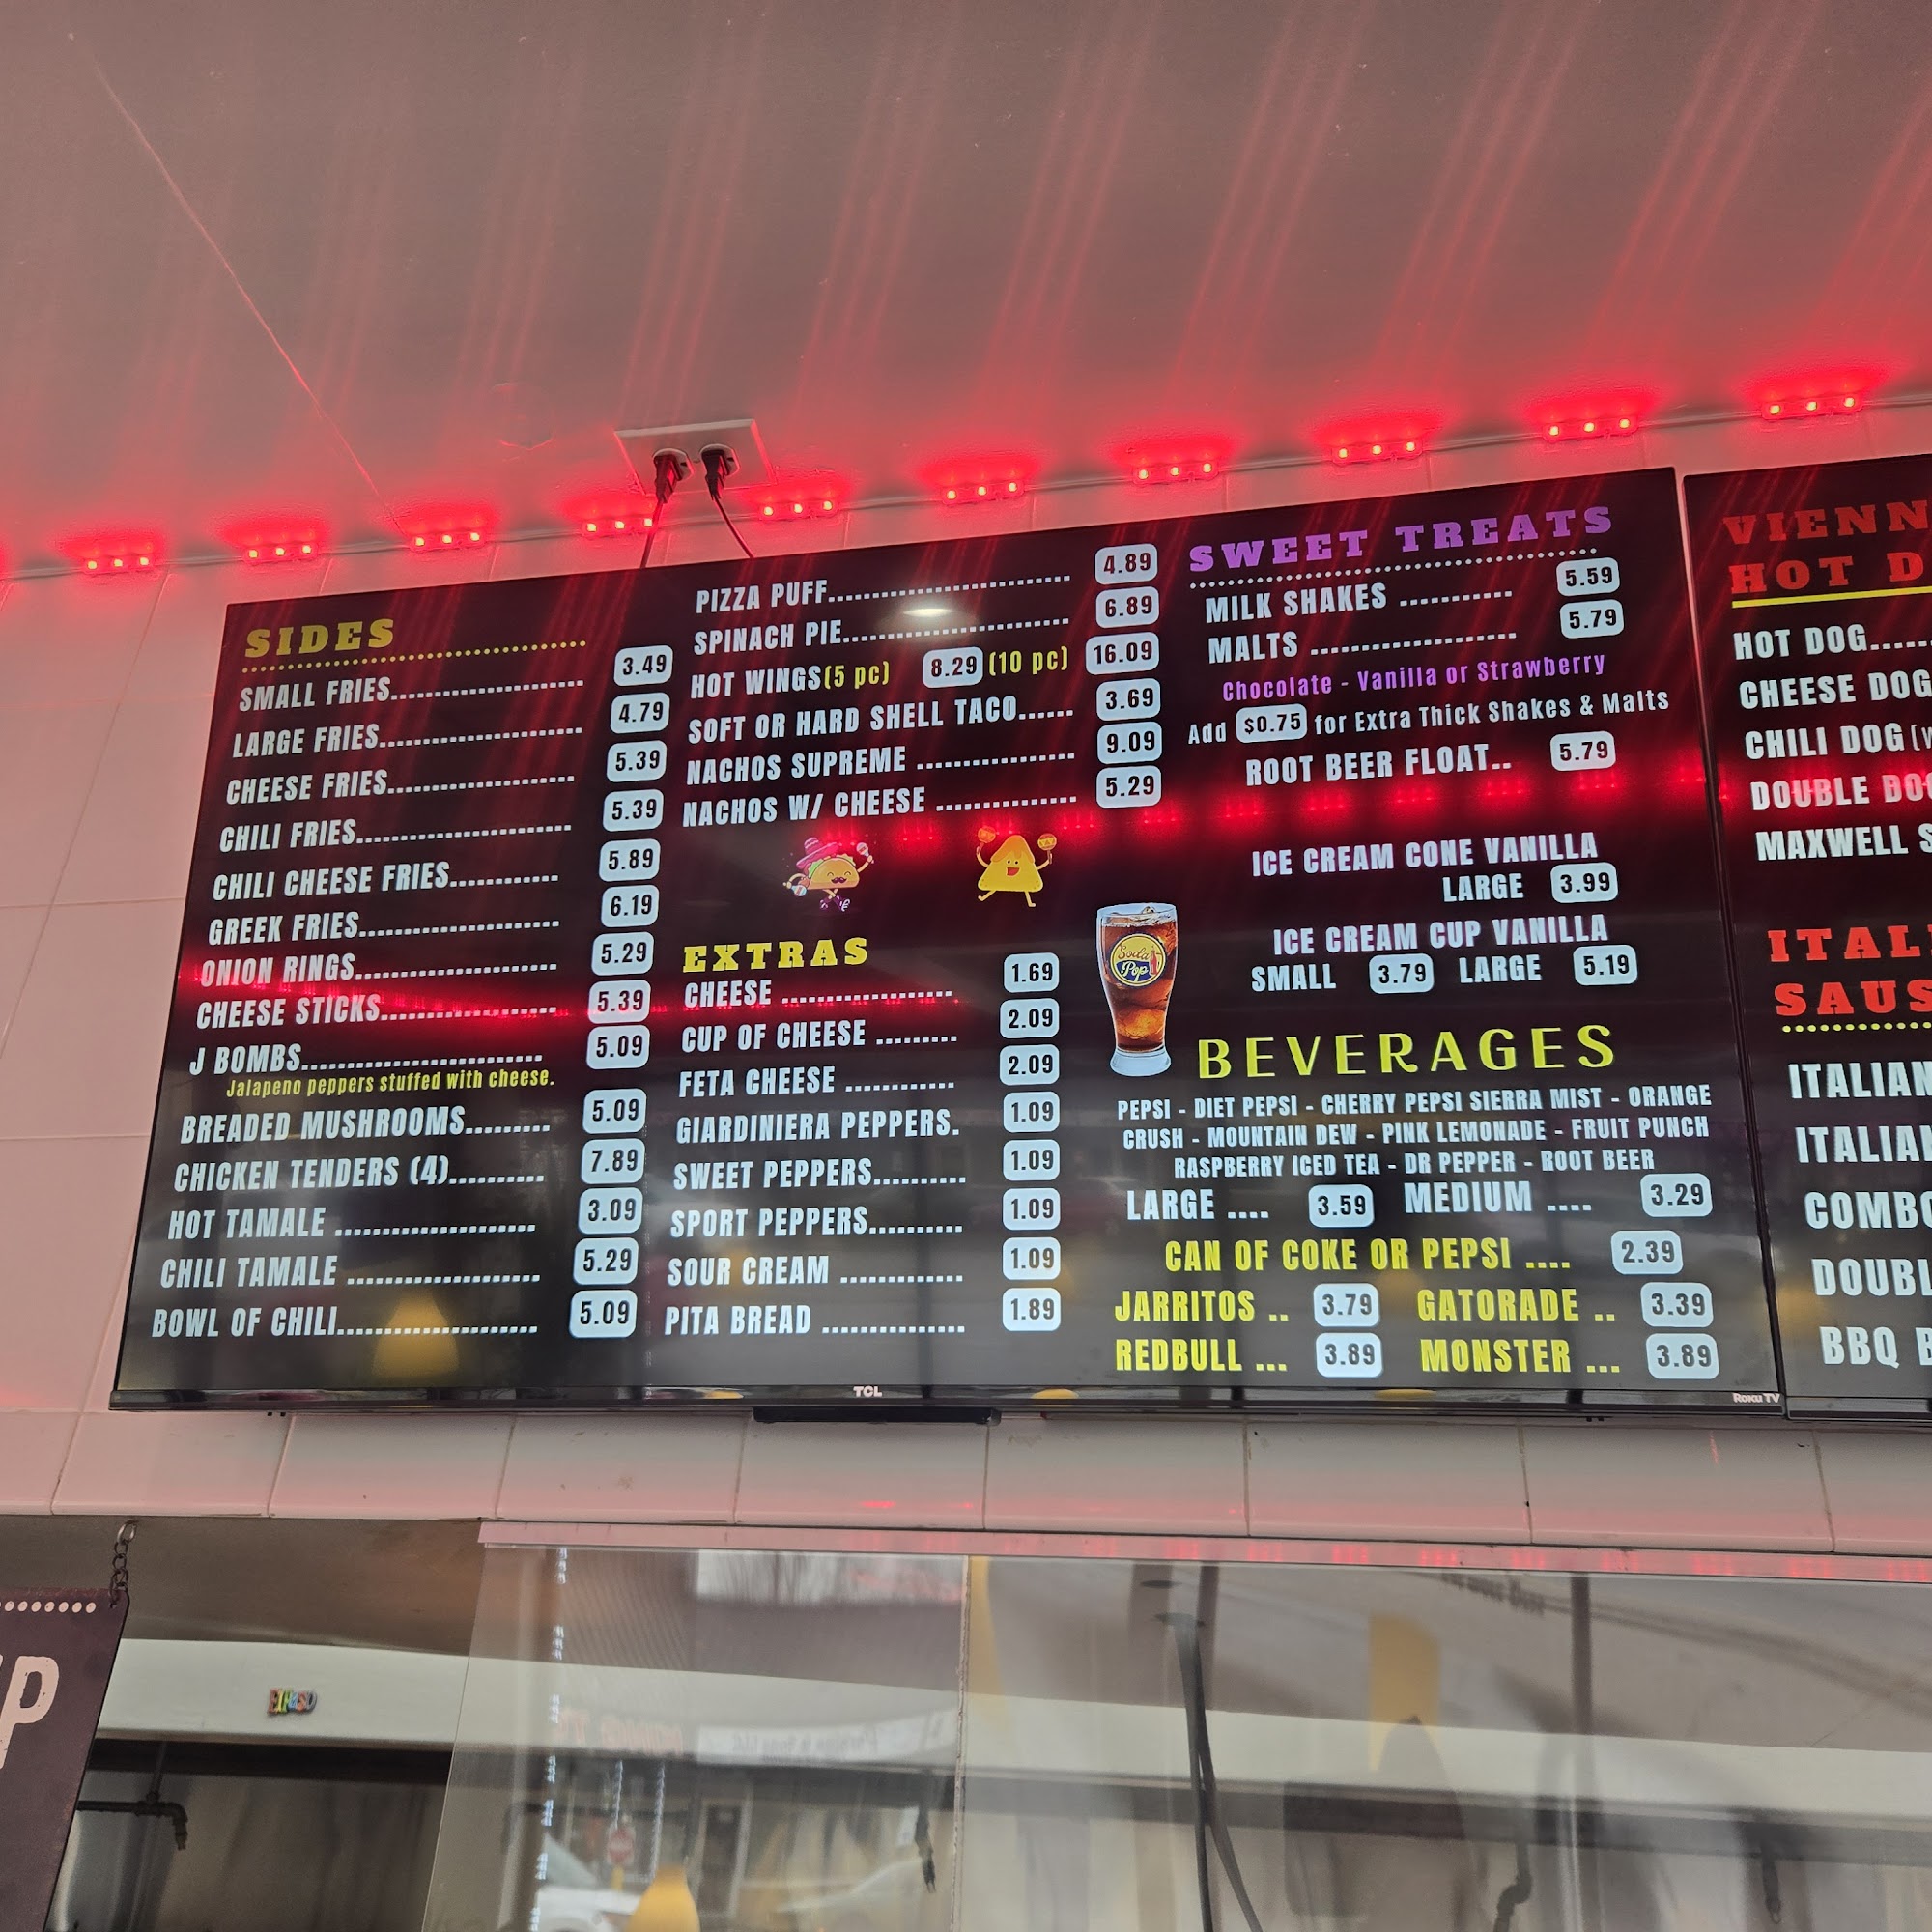 SIDES
SMALL FRIES.................... 3.49
LARGE FRIES.................... 4.79
CHEESE FRIES................... 5.39
CHILI FRIES...................... 5.39
CHILI CHEESE FRIES........... 5.89
GREEK FRIES.................... 6.19
ONION RINGS.................... 5.29
CHEESE STICKS.................. 5.39
J BOMBS........................ 5.09
Jalapeno peppers stuffed with cheese.
BREADED MUSHROOMS......... 5.09
CHICKEN TENDERS (4).......... 7.89
HOT TAMALE .................... 3.09
CHILI TAMALE ................... 5.29
BOWL OF CHILI.................... 5.09
PIZZA PUFF........................ 4.89
SPINACH PIE...................... 6.89
HOT WINGS(5 pc) 8.29 (10 pc) 16.09
SOFT OR HARD SHELL TACO...... 3.69
NACHOS SUPREME ............... 9.09
NACHOS W/ CHEESE ............. 5.29
EXTRAS
CHEESE ................... 1.69
CUP OF CHEESE ......... 2.09
FETA CHEESE ............ 2.09
GIARDINIERA PEPPERS. 1.09
SWEET PEPPERS.......... 1.09
SPORT PEPPERS.......... 1.09
SOUR CREAM ............. 1.09
PITA BREAD ............... 1.89
SWEET TREATS
MILK SHAKES ........... 5.59
MALTS .................... 5.79
Chocolate - Vanilla or Strawberry
Add $0.75 for Extra Thick Shakes & Malts
ROOT BEER FLOAT.. 5.79
ICE CREAM CONE VANILLA
LARGE 3.99
ICE CREAM CUP VANILLA
SMALL 3.79 LARGE 5.19
Soda Pop
BEVERAGES
PEPSI - DIET PEPSI - CHERRY PEPSI SIERRA MIST - ORANGE
CRUSH - MOUNTAIN DEW - PINK LEMONADE - FRUIT PUNCH
RASPBERRY ICED TEA - DR PEPPER - ROOT BEER
LARGE .... 3.59 MEDIUM .... 3.29
CAN OF COKE OR PEPSI .... 2.39
JARRITOS .. 3.79 GATORADE .. 3.39
REDBULL ... 3.89 MONSTER ... 3.89
TCL
Roku TV
HOT DOG......
CHEESE DOG
CHILI DOG
DOUBLE
MAXWELL
ITALIAN
DOUBL
BBQ